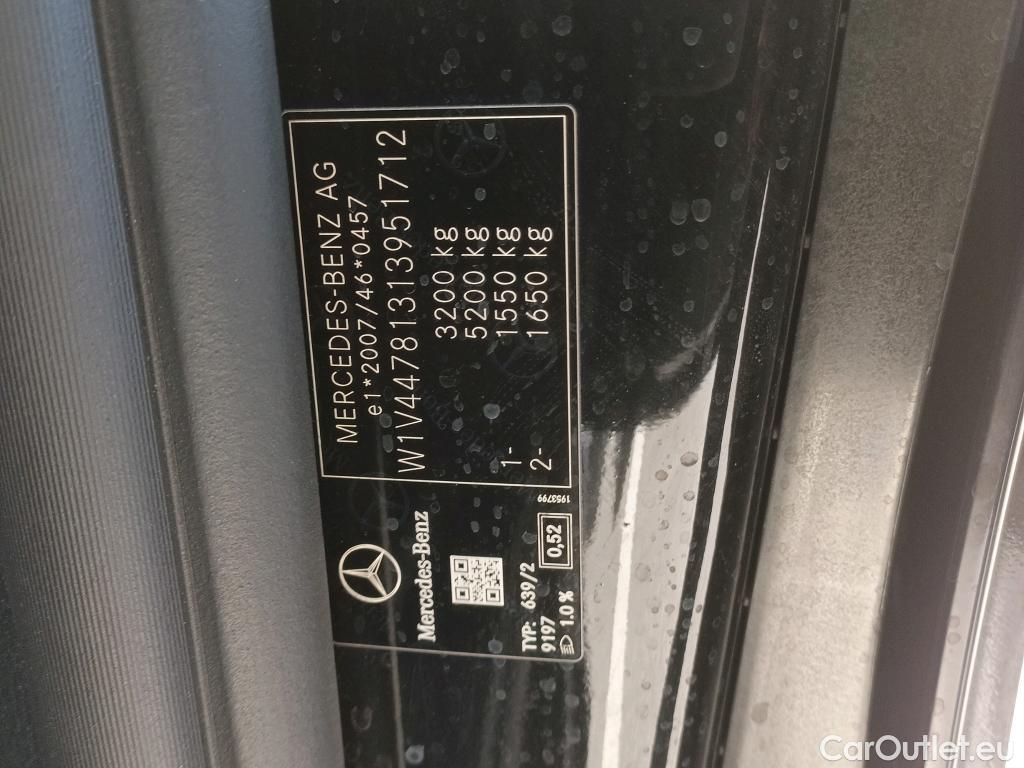 MERCEDES-BENZ AG
e1*2007/46*0457
W1V44781313951712
3200 kg
5200 kg
1- 1550 kg
2- 1650 kg
Mercedes-Benz
TYP: 639/2
9197
1.0 %
0,52
1953799
CarOutlet.eu